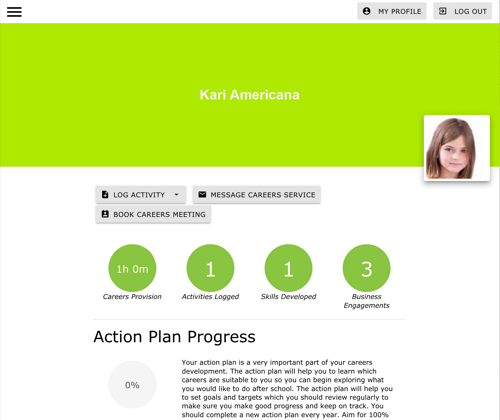 MY PROFILE LOG OUT
Kari Americana
LOG ACTIVITY MESSAGE CAREERS SERVICE
BOOK CAREERS MEETING
1h 0m 1 1 3
Careers Provision Activities Logged Skills Developed Business
Engagements
Action Plan Progress
0%
Your action plan is a very important part of your careers
development. The action plan will help you to learn which
careers are suitable to you so you can begin exploring what
you would like to do after school. The action plan will help you
to set goals and targets which you should review regularly to
make sure you make good progress and keep on track. You
should complete a new action plan every year. Aim for 100%